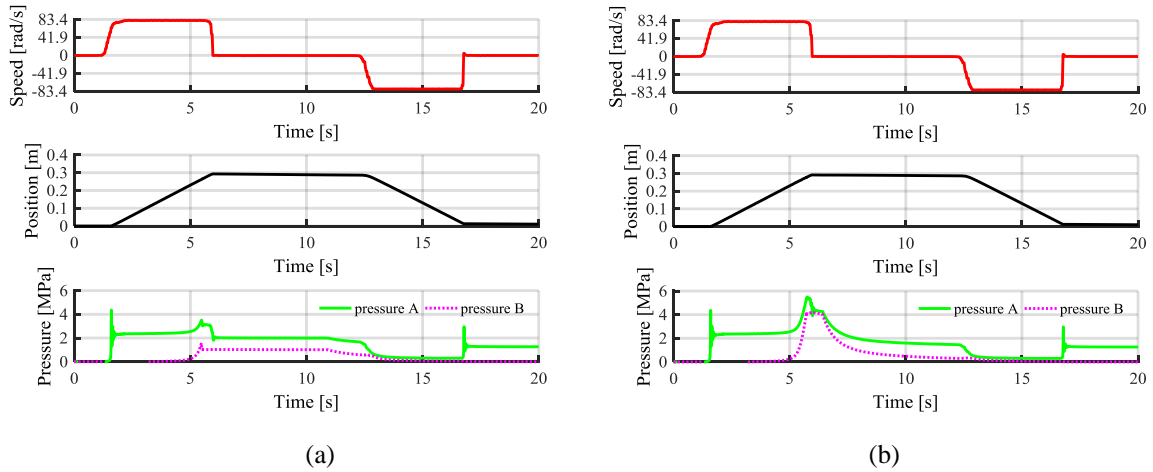 Speed [rad/s]
83.4
41.9
0
-41.9
-83.4
0 5 10 15 20
Time [s]
Position [m]
0.4
0.3
0.2
0.1
0
0 5 10 15 20
Time [s]
Pressure [MPa]
6
4
2
0
pressure A pressure B
0 5 10 15 20
Time [s]
(a)
Speed [rad/s]
83.4
41.9
0
-41.9
-83.4
0 5 10 15 20
Time [s]
Position [m]
0.4
0.3
0.2
0.1
0
0 5 10 15 20
Time [s]
Pressure [MPa]
6
4
2
0
pressure A pressure B
0 5 10 15 20
Time [s]
(b)